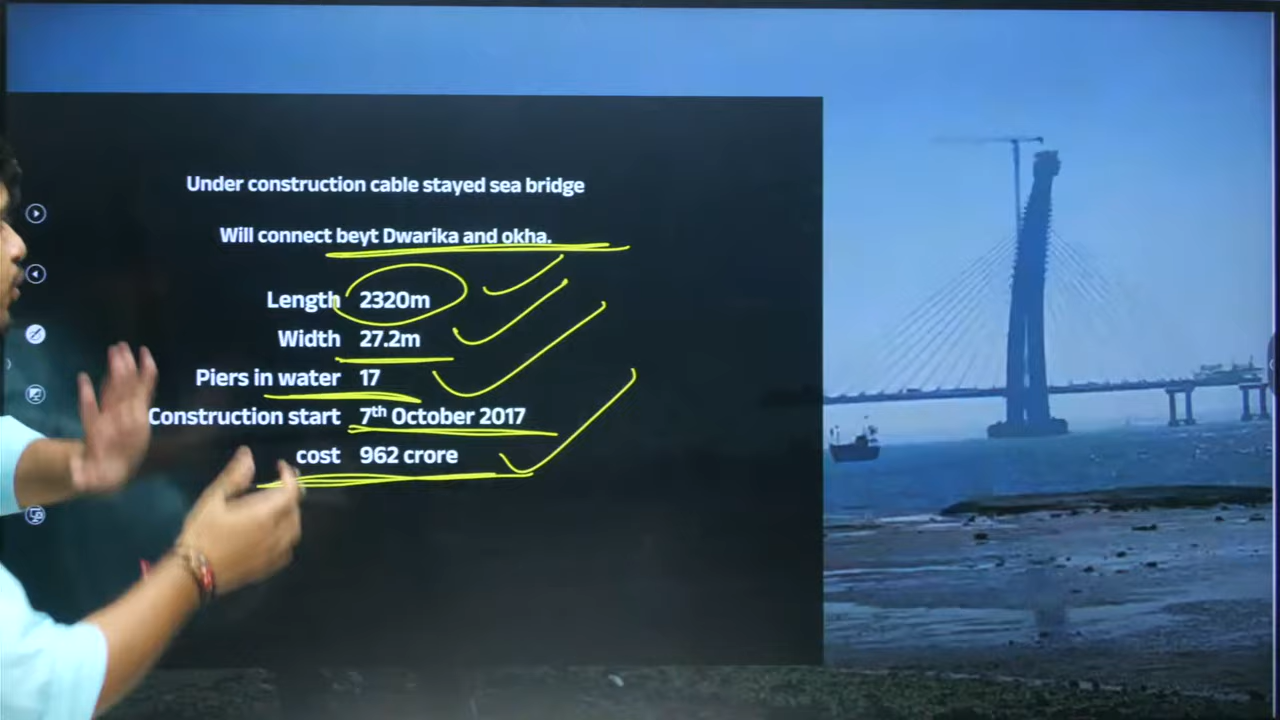 Under construction cable stayed sea bridge
Will connect beyt Dwarika and okha.
Length 2320m
Width 27.2m
Piers in water 17
Construction start 7th October 2017
cost 962 crore